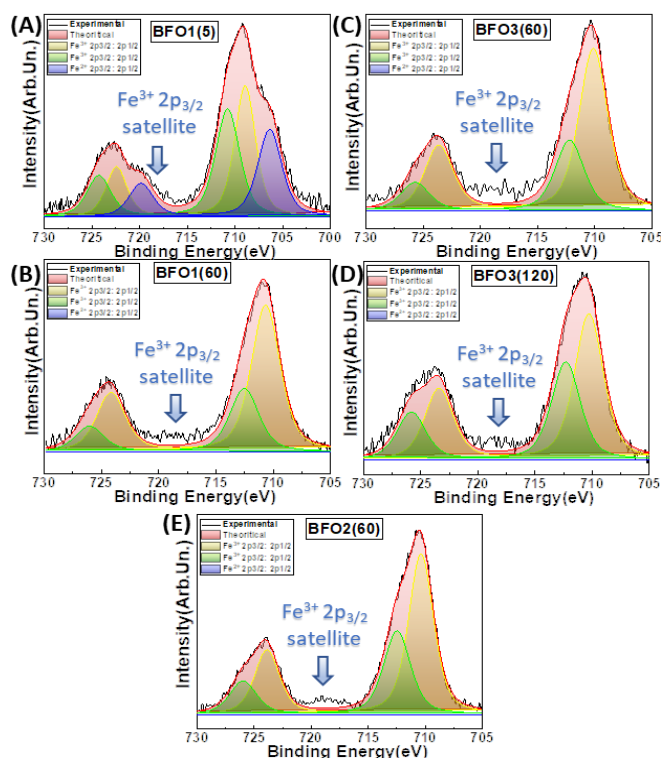 (A)
BFO1(5)
Experimental
Theoritical
Fe³⁺ 2p3/2: 2p1/2
Fe³⁺ 2p3/2: 2p1/2
Fe²⁺ 2p3/2: 2p1/2
Fe³⁺ 2p₃/₂
satellite
Intensity(Arb.Un.)
730 725 720 715 710 705 700
Binding Energy(eV)
(C)
BFO3(60)
Experimental
Theoritical
Fe³⁺ 2p3/2: 2p1/2
Fe³⁺ 2p3/2: 2p1/2
Fe²⁺ 2p3/2: 2p1/2
Fe³⁺ 2p₃/₂
satellite
Intensity(Arb.Un.)
730 725 720 715 710 705
Binding Energy(eV)
(B)
BFO1(60)
Experimental
Theoritical
Fe³⁺ 2p3/2: 2p1/2
Fe³⁺ 2p3/2: 2p1/2
Fe²⁺ 2p3/2: 2p1/2
Fe³⁺ 2p₃/₂
satellite
Intensity(Arb.Un.)
730 725 720 715 710 705
Binding Energy(eV)
(D)
BFO3(120)
Experimental
Theoritical
Fe³⁺ 2p3/2: 2p1/2
Fe³⁺ 2p3/2: 2p1/2
Fe²⁺ 2p3/2: 2p1/2
Fe³⁺ 2p₃/₂
satellite
Intensity(Arb.Un.)
730 725 720 715 710 705
Binding Energy(eV)
(E)
BFO2(60)
Experimental
Theoritical
Fe³⁺ 2p3/2: 2p1/2
Fe³⁺ 2p3/2: 2p1/2
Fe²⁺ 2p3/2: 2p1/2
Fe³⁺ 2p₃/₂
satellite
Intensity(Arb.Un.)
730 725 720 715 710 705
Binding Energy(eV)